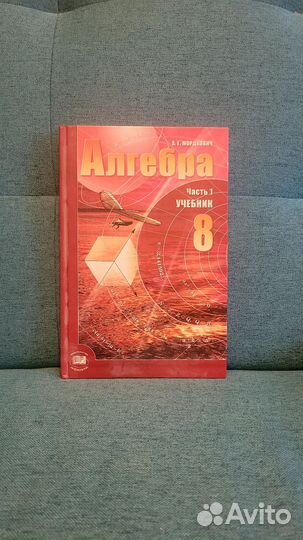 А. Г. МОРДКОВИЧ
Алгебра
Часть 1
УЧЕБНИК
8
Avito